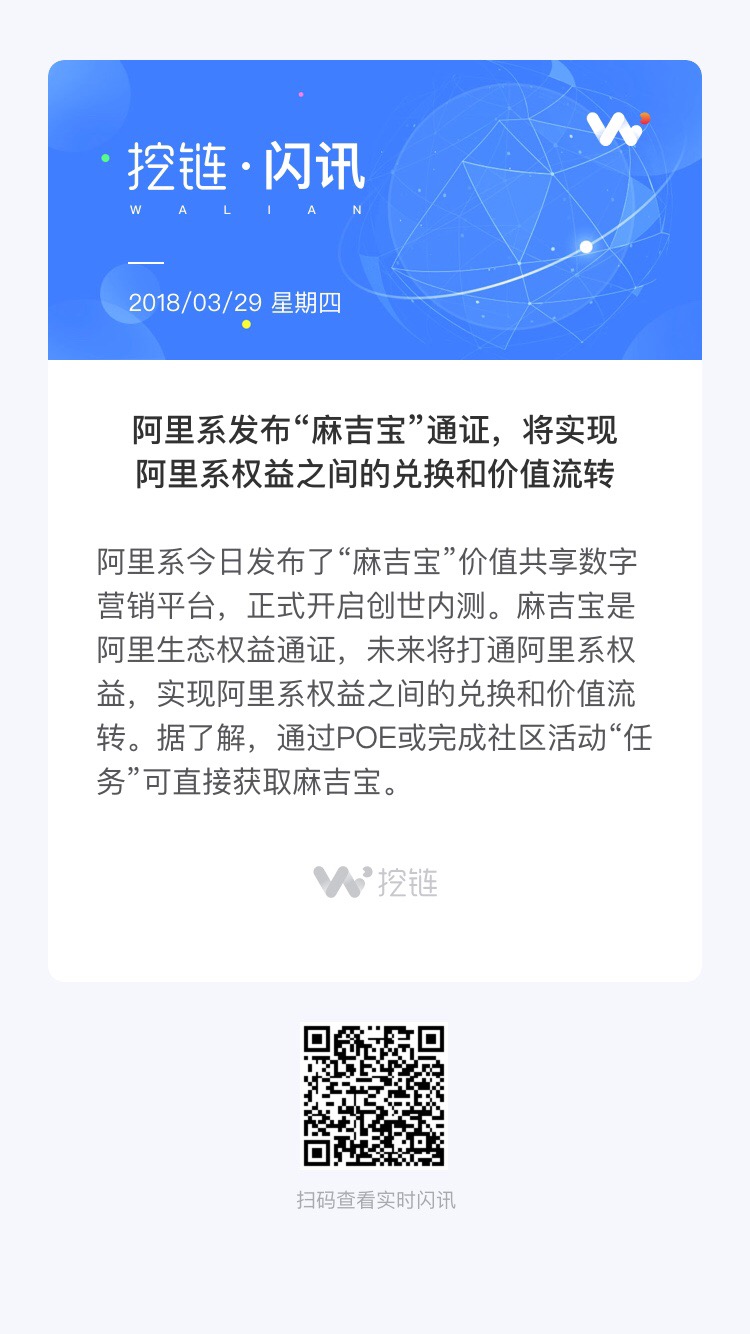 挖链·闪讯
WALIAN
2018/03/29 星期四
阿里系发布“麻吉宝”通证，将实现
阿里系权益之间的兑换和价值流转
阿里系今日发布了“麻吉宝”价值共享数字
营销平台，正式开启创世内测。麻吉宝是
阿里生态权益通证，未来将打通阿里系权
益，实现阿里系权益之间的兑换和价值流
转。据了解，通过POE或完成社区活动“任
务”可直接获取麻吉宝。
挖链
扫码查看实时闪讯